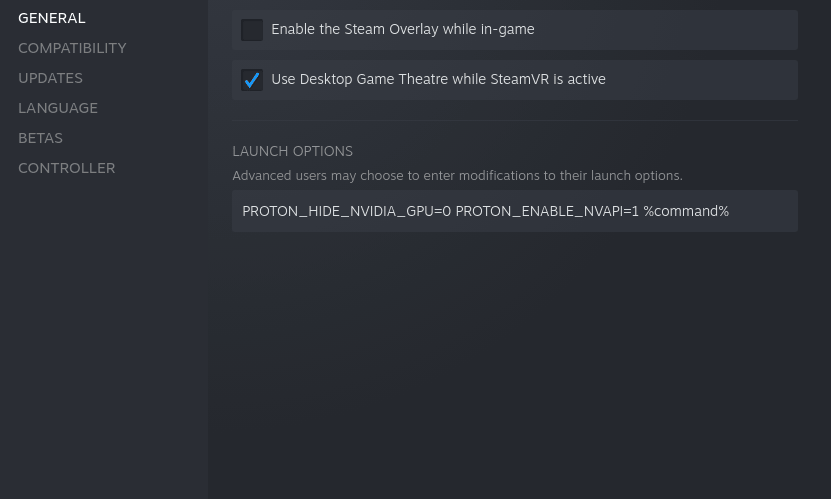 GENERAL
COMPATIBILITY
UPDATES
LANGUAGE
BETAS
CONTROLLER
Enable the Steam Overlay while in-game
Use Desktop Game Theatre while SteamVR is active
LAUNCH OPTIONS
Advanced users may choose to enter modifications to their launch options.
PROTON_HIDE_NVIDIA_GPU=0 PROTON_ENABLE_NVAPI=1 %command%